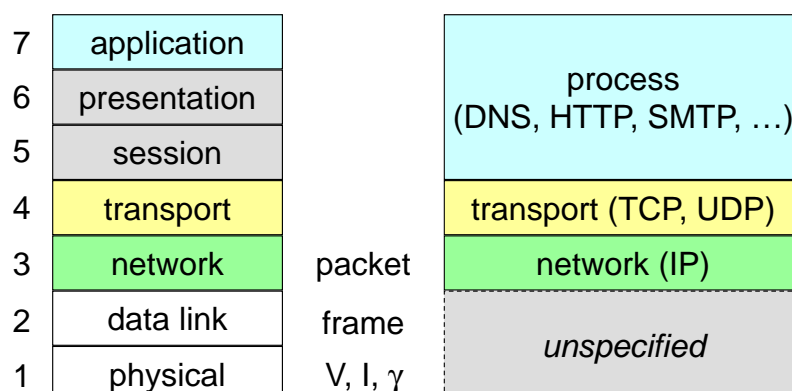 7 application
6 presentation
5 session
process
(DNS, HTTP, SMTP, …)
4 transport transport (TCP, UDP)
3 network packet network (IP)
2 data link frame
unspecified
1 physical V, I, γ